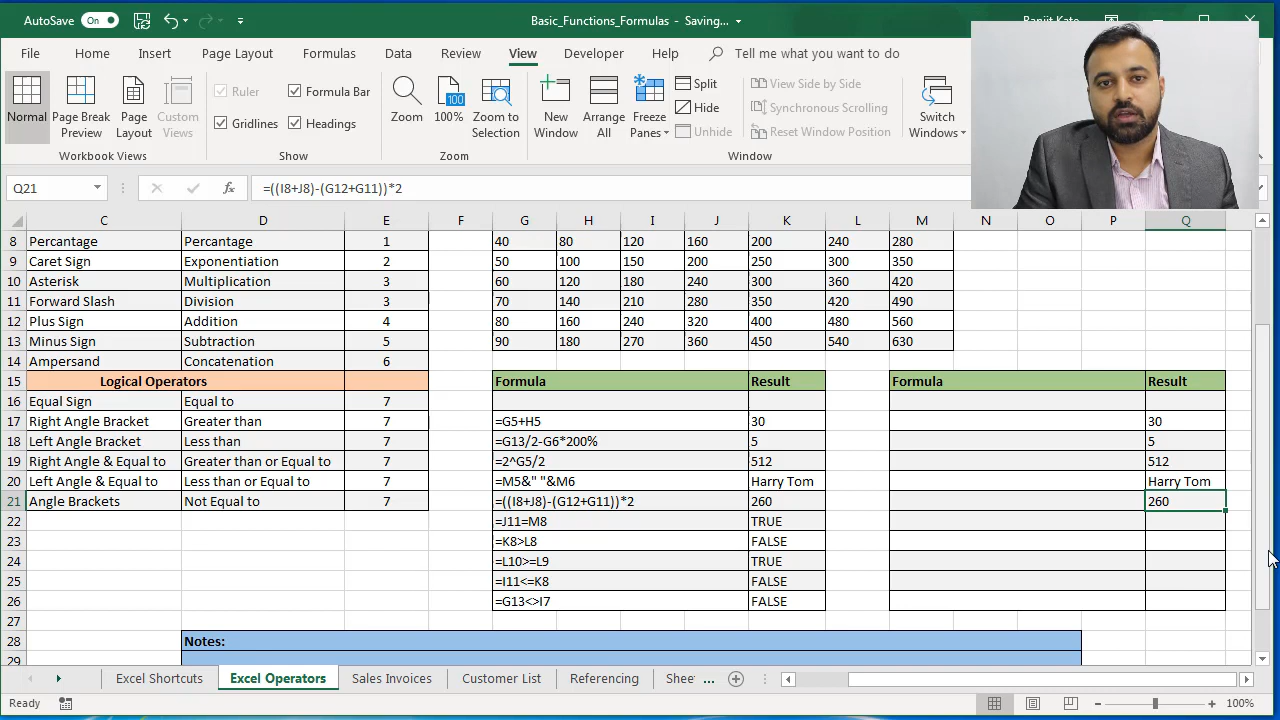 AutoSave On Basic_Functions_Formulas - Saving...
File Home Insert Page Layout Formulas Data Review View Developer Help Tell me what you want to do
Normal Page Break Preview Page Layout Custom Views
Workbook Views
Ruler Formula Bar
Gridlines Headings
Show
Zoom 100% Zoom to Selection
Zoom
New Window Arrange All Freeze Panes
Split
Hide
Unhide
View Side by Side
Synchronous Scrolling
Reset Window Position
Switch Windows
Window
Q21 fx =((I8+J8)-(G12+G11))*2
C D E F G H I J K L M N O P Q
8 Percentage Percentage 1 40 80 120 160 200 240 280
9 Caret Sign Exponentiation 2 50 100 150 200 250 300 350
10 Asterisk Multiplication 3 60 120 180 240 300 360 420
11 Forward Slash Division 3 70 140 210 280 350 420 490
12 Plus Sign Addition 4 80 160 240 320 400 480 560
13 Minus Sign Subtraction 5 90 180 270 360 450 540 630
14 Ampersand Concatenation 6
15 Logical Operators Formula Result Formula Result
16 Equal Sign Equal to 7
17 Right Angle Bracket Greater than 7 =G5+H5 30 30
18 Left Angle Bracket Less than 7 =G13/2-G6*200% 5 5
19 Right Angle & Equal to Greater than or Equal to 7 =2^G5/2 512 512
20 Left Angle & Equal to Less than or Equal to 7 =M5&" "&M6 Harry Tom Harry Tom
21 Angle Brackets Not Equal to 7 =((I8+J8)-(G12+G11))*2 260 260
22 =J11=M8 TRUE
23 =K8>L8 FALSE
24 =L10>=L9 TRUE
25 =I11<=K8 FALSE
26 =G13<>I7 FALSE
27
28 Notes:
29
Excel Shortcuts Excel Operators Sales Invoices Customer List Referencing Shee ...
Ready 100%